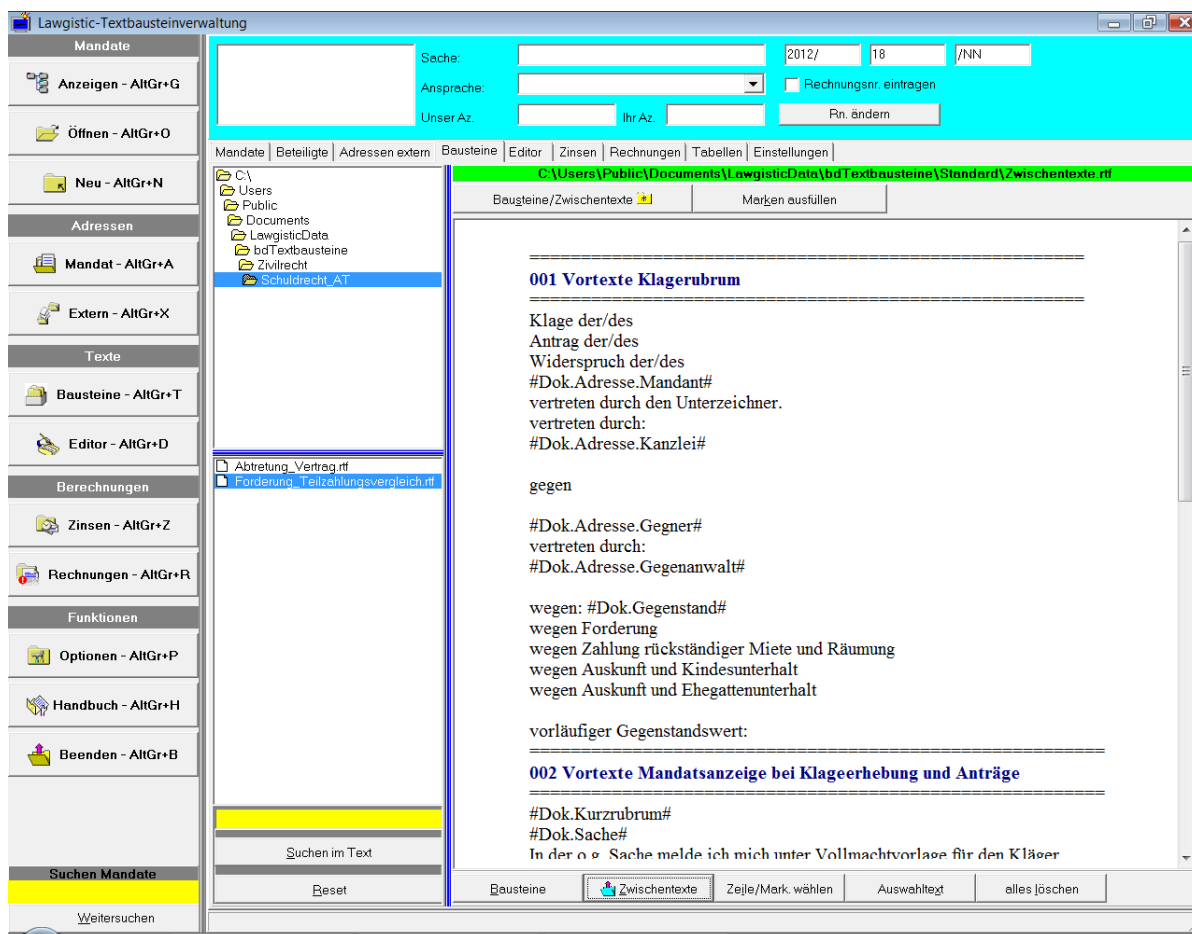 Lawgistic-Textbausteinverwaltung
Mandate
Anzeigen - AltGr+G
Öffnen - AltGr+O
Neu - AltGr+N
Adressen
Mandat - AltGr+A
Extern - AltGr+X
Texte
Bausteine - AltGr+T
Editor - AltGr+D
Berechnungen
Zinsen - AltGr+Z
Rechnungen - AltGr+R
Funktionen
Optionen - AltGr+P
Handbuch - AltGr+H
Beenden - AltGr+B
Suchen Mandate
Weitersuchen
Sache: 2012/ 18 /NN
Ansprache: Rechnungsnr. eintragen
Unser Az. Ihr Az. Rn. ändern
Mandate Beteiligte Adressen extern Bausteine Editor Zinsen Rechnungen Tabellen Einstellungen
C:\
Users
Public
Documents
LawgisticData
bdTextbausteine
Zivilrecht
Schuldrecht_AT
Abtretung_Vertrag.rtf
Forderung_Teilzahlungsvergleich.rtf
Suchen im Text
Reset
C:\Users\Public\Documents\LawgisticData\bdTextbausteine\Standard\Zwischentexte.rtf
Bausteine/Zwischentexte Marken ausfüllen
==========================================================
001 Vortexte Klagerubrum
==========================================================
Klage der/des
Antrag der/des
Widerspruch der/des
#Dok.Adresse.Mandant#
vertreten durch den Unterzeichner.
vertreten durch:
#Dok.Adresse.Kanzlei#
gegen
#Dok.Adresse.Gegner#
vertreten durch:
#Dok.Adresse.Gegenanwalt#
wegen: #Dok.Gegenstand#
wegen Forderung
wegen Zahlung rückständiger Miete und Räumung
wegen Auskunft und Kindesunterhalt
wegen Auskunft und Ehegattenunterhalt
vorläufiger Gegenstandswert:
============================================================
002 Vortexte Mandatsanzeige bei Klageerhebung und Anträge
============================================================
#Dok.Kurzrubrum#
#Dok.Sache#
In der o.g. Sache melde ich mich unter Vollmachtvorlage für den Kläger
Bausteine Zwischentexte Zeile/Mark. wählen Auswahltext alles löschen